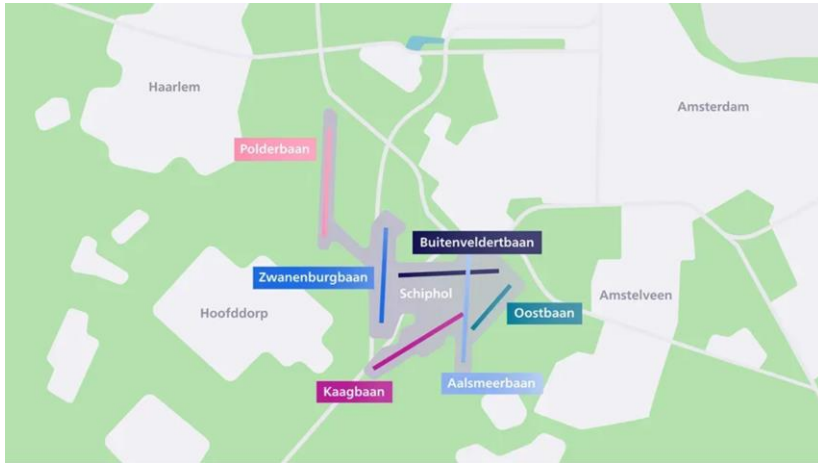 Haarlem
Amsterdam
Polderbaan
Buitenveldertbaan
Zwanenburgbaan
Schiphol
Amstelveen
Hoofddorp
Oostbaan
Kaagbaan
Aalsmeerbaan